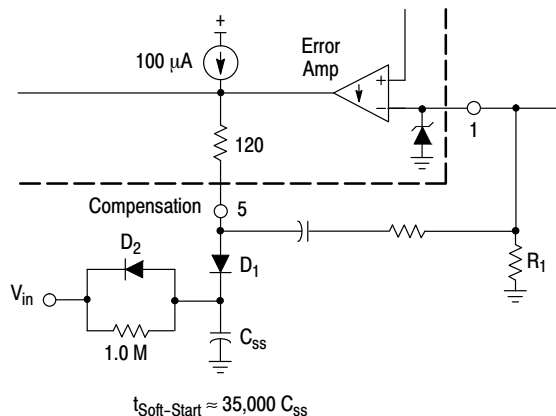 +
100 μA
Error
Amp
+
−
1
120
Compensation
5
D2
D1
R1
Vin
Css
1.0 M
tSoft−Start ≈ 35,000 Css